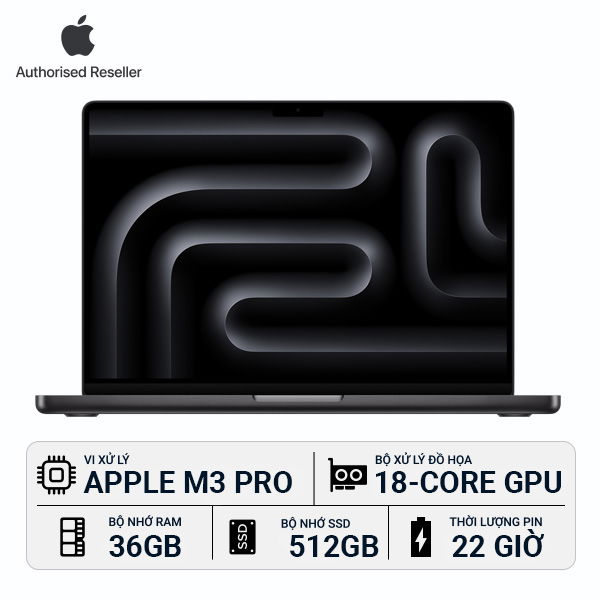 Authorised Reseller
VI XỬ LÝ
APPLE M3 PRO
BỘ XỬ LÝ ĐỒ HỌA
18-CORE GPU
BỘ NHỚ RAM
36GB
SSD
BỘ NHỚ SSD
512GB
THỜI LƯỢNG PIN
22 GIỜ